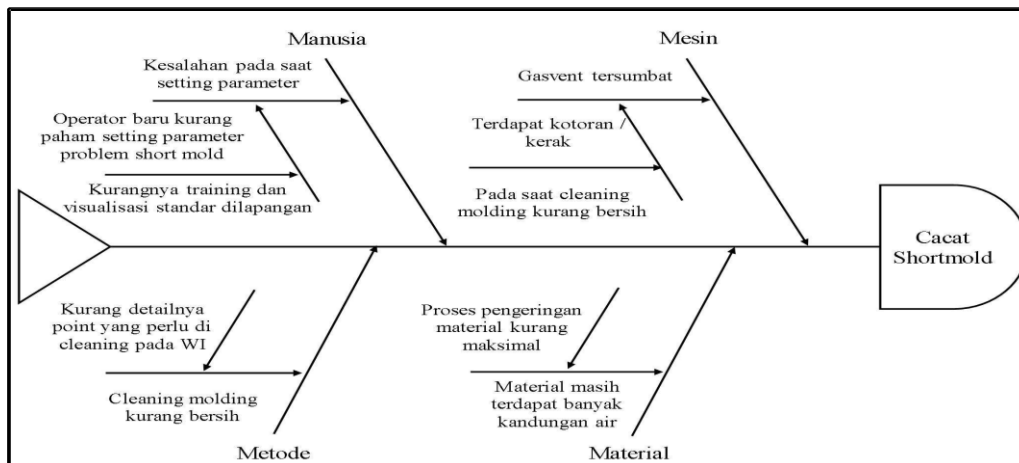 Manusia
Mesin
Kesalahan pada saat
setting parameter
Gasvent tersumbat
Operator baru kurang
paham setting parameter
problem short mold
Terdapat kotoran /
kerak
Kurangnya training dan
visualisasi standar dilapangan
Pada saat cleaning
molding kurang bersih
Cacat
Shortmold
Kurang detailnya
point yang perlu di
cleaning pada WI
Proses pengeringan
material kurang
maksimal
Cleaning molding
kurang bersih
Material masih
terdapat banyak
kandungan air
Metode
Material